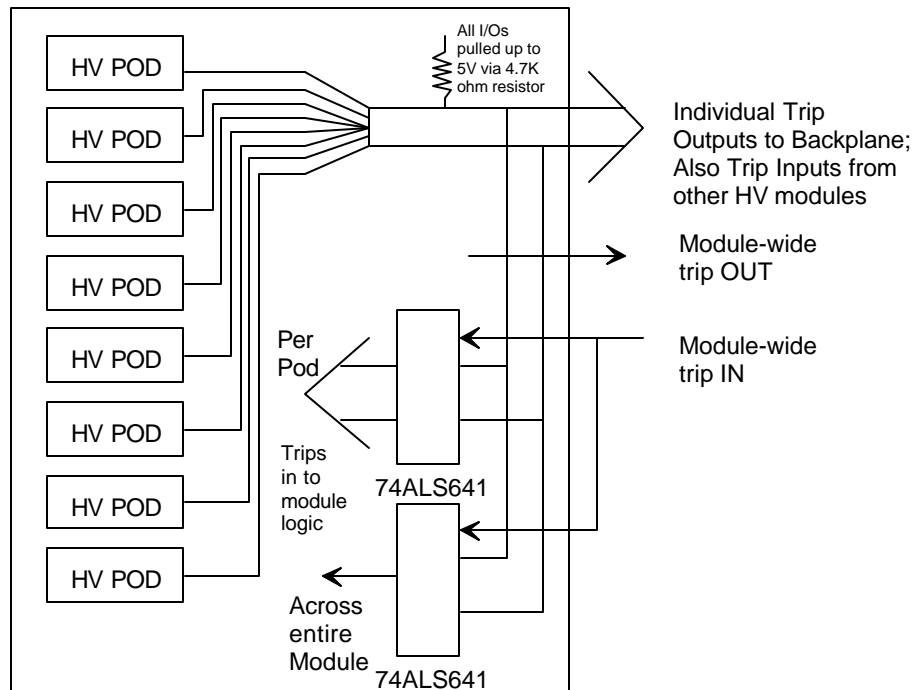 HV POD
HV POD
HV POD
HV POD
HV POD
HV POD
HV POD
HV POD
All I/Os
pulled up to
5V via 4.7K
ohm resistor
Individual Trip
Outputs to Backplane;
Also Trip Inputs from
other HV modules
Module-wide
trip OUT
Module-wide
trip IN
Per
Pod
Trips
in to
module
logic
74ALS641
Across
entire
Module
74ALS641